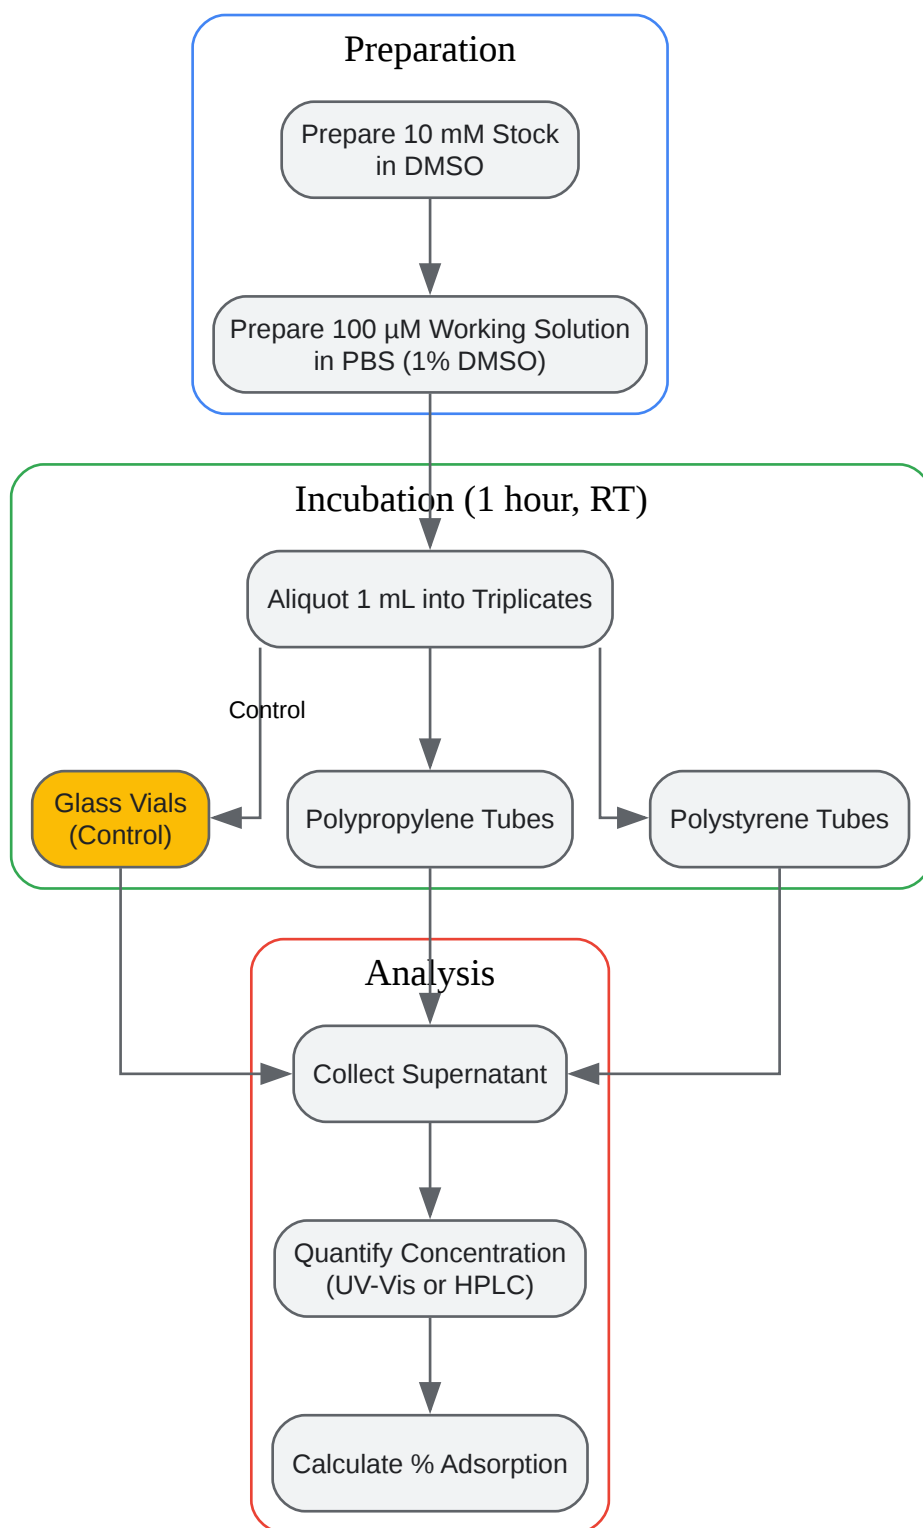 Preparation
Prepare 10 mM Stock
in DMSO
Prepare 100 µM Working Solution
in PBS (1% DMSO)
Incubation (1 hour, RT)
Aliquot 1 mL into Triplicates
Control
Glass Vials
(Control)
Polypropylene Tubes
Polystyrene Tubes
Analysis
Collect Supernatant
Quantify Concentration
(UV-Vis or HPLC)
Calculate % Adsorption